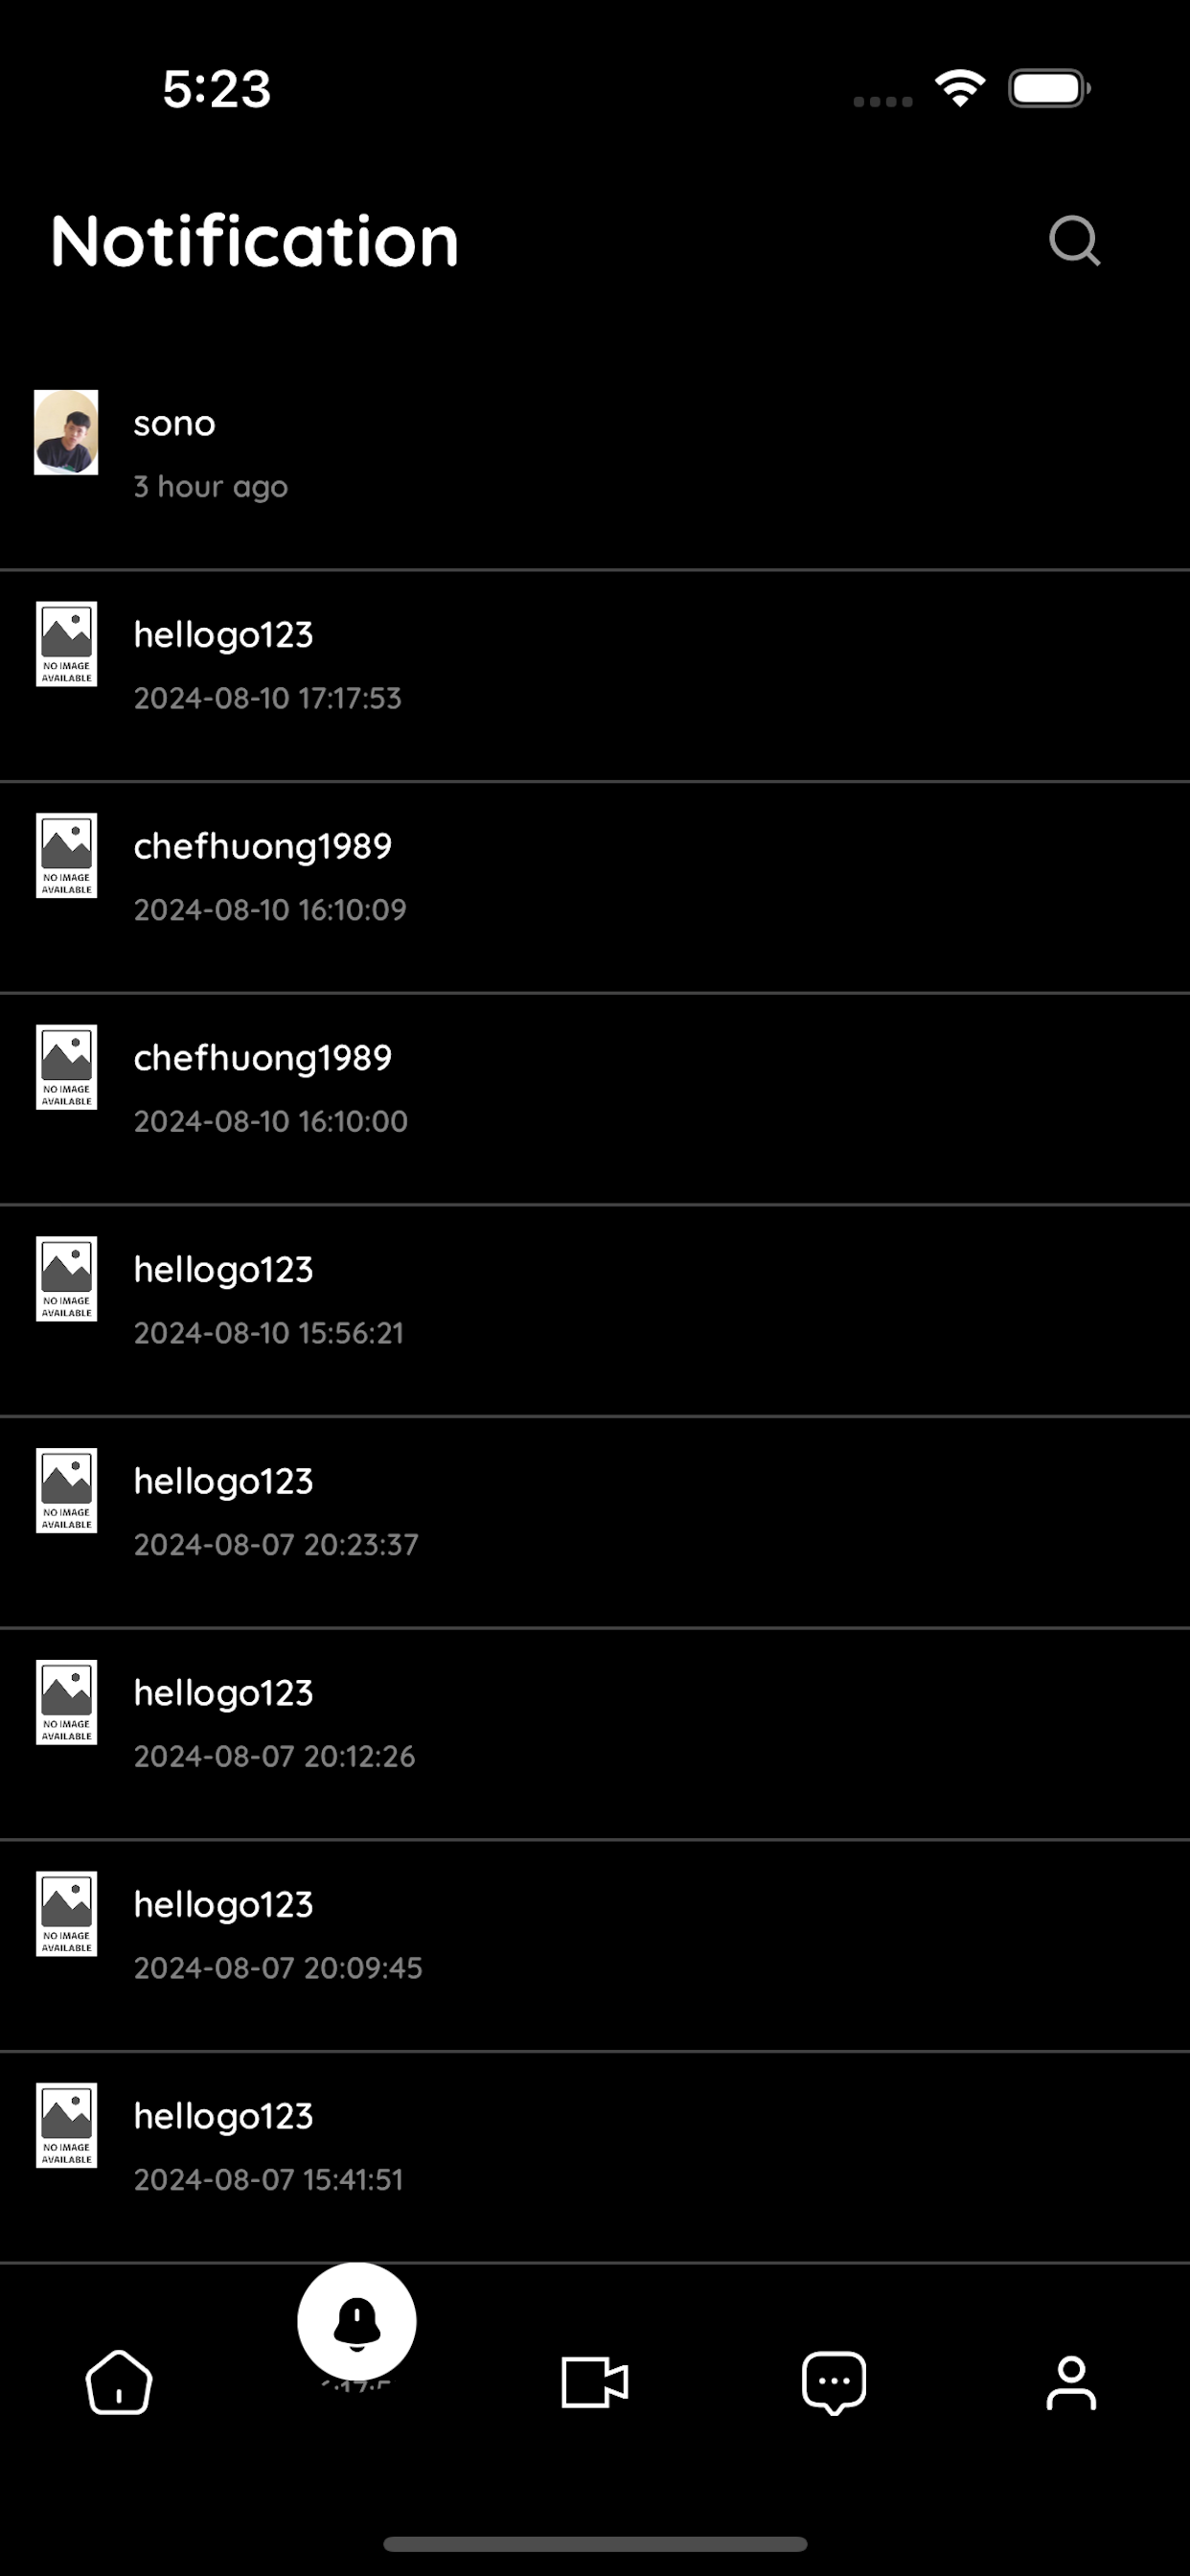 5:23
Notification
sono
3 hour ago
NO IMAGE
AVAILABLE
hellogo123
2024-08-10 17:17:53
NO IMAGE
AVAILABLE
chefhuong1989
2024-08-10 16:10:09
NO IMAGE
AVAILABLE
chefhuong1989
2024-08-10 16:10:00
NO IMAGE
AVAILABLE
hellogo123
2024-08-10 15:56:21
NO IMAGE
AVAILABLE
hellogo123
2024-08-07 20:23:37
NO IMAGE
AVAILABLE
hellogo123
2024-08-07 20:12:26
NO IMAGE
AVAILABLE
hellogo123
2024-08-07 20:09:45
NO IMAGE
AVAILABLE
hellogo123
2024-08-07 15:41:51